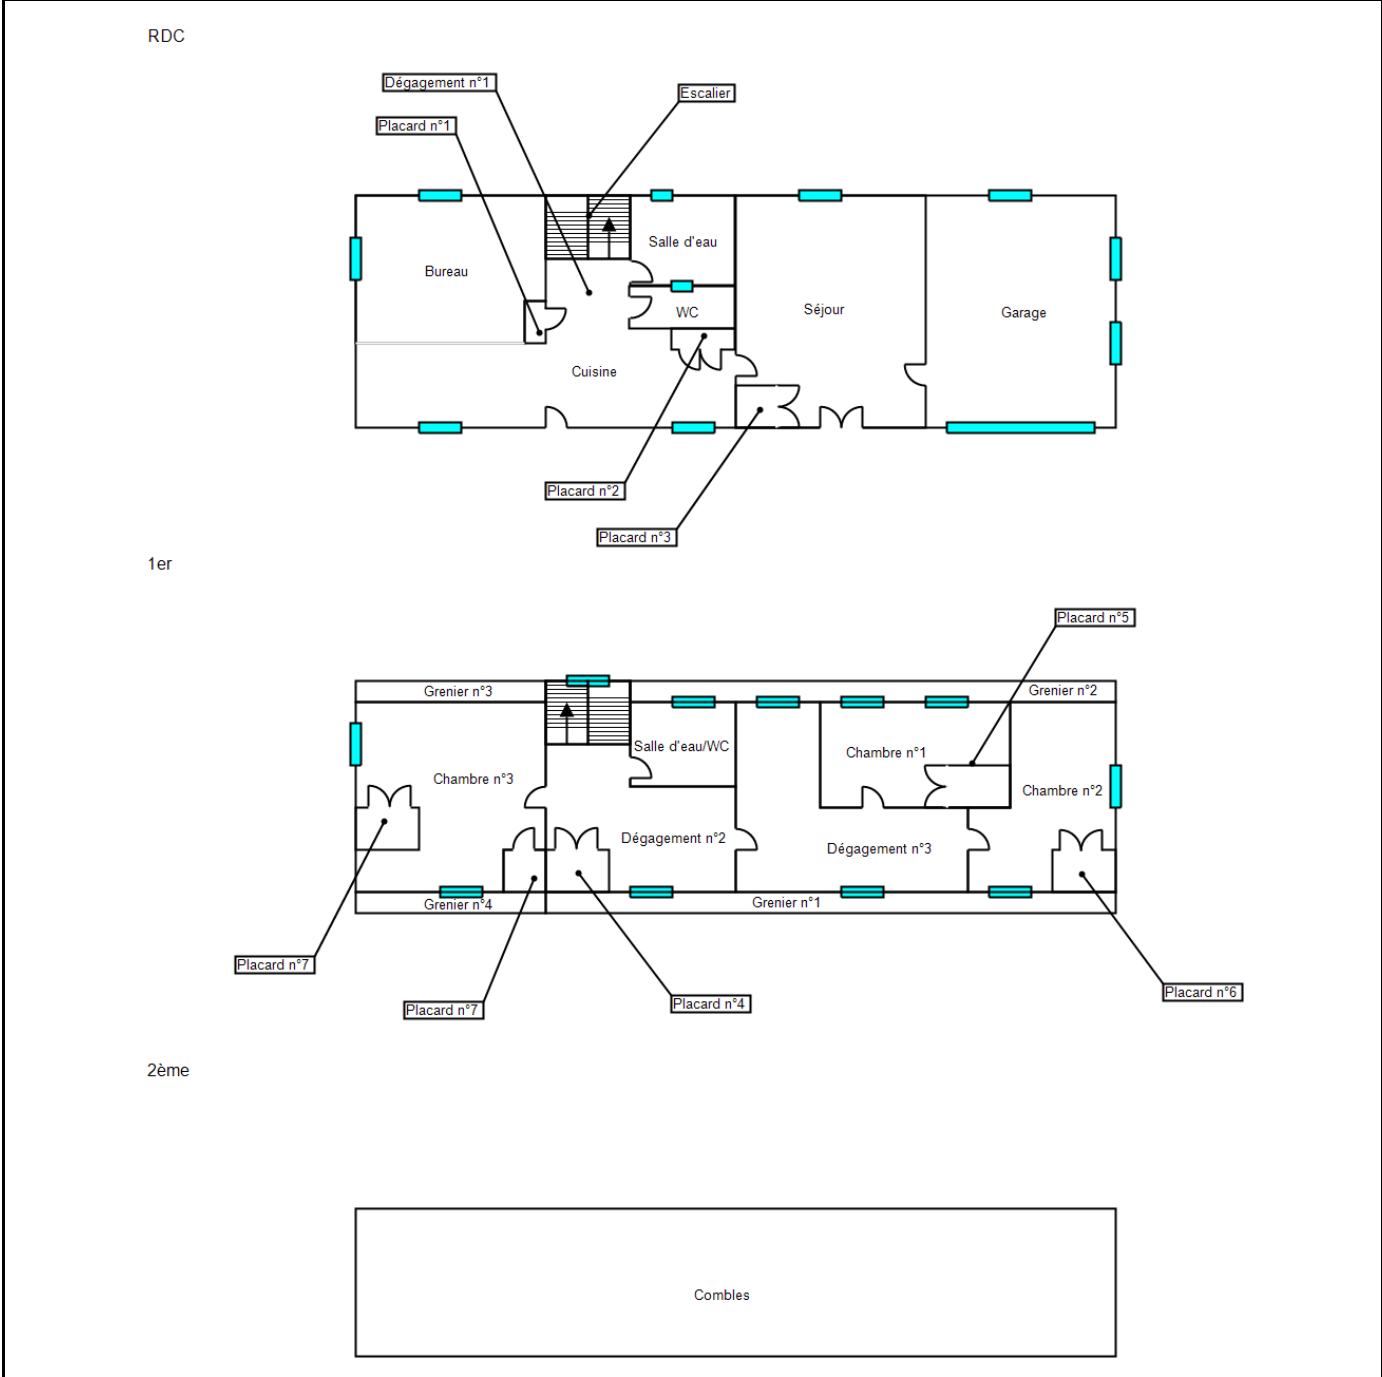 RDC
Dégagement n°1
Escalier
Placard n°1
Salle d'eau
Bureau
Séjour
WC
Garage
Cuisine
Placard n°2
Placard n°3
1er
Placard n°5
Grenier n°3
Grenier n°2
Salle d'eau/WC
Chambre n°1
Chambre n°3
Chambre n°2
Dégagement n°2
Dégagement n°3
Grenier n°4
Grenier n°1
Placard n°7
Placard n°7
Placard n°4
Placard n°6
2ème
Combles